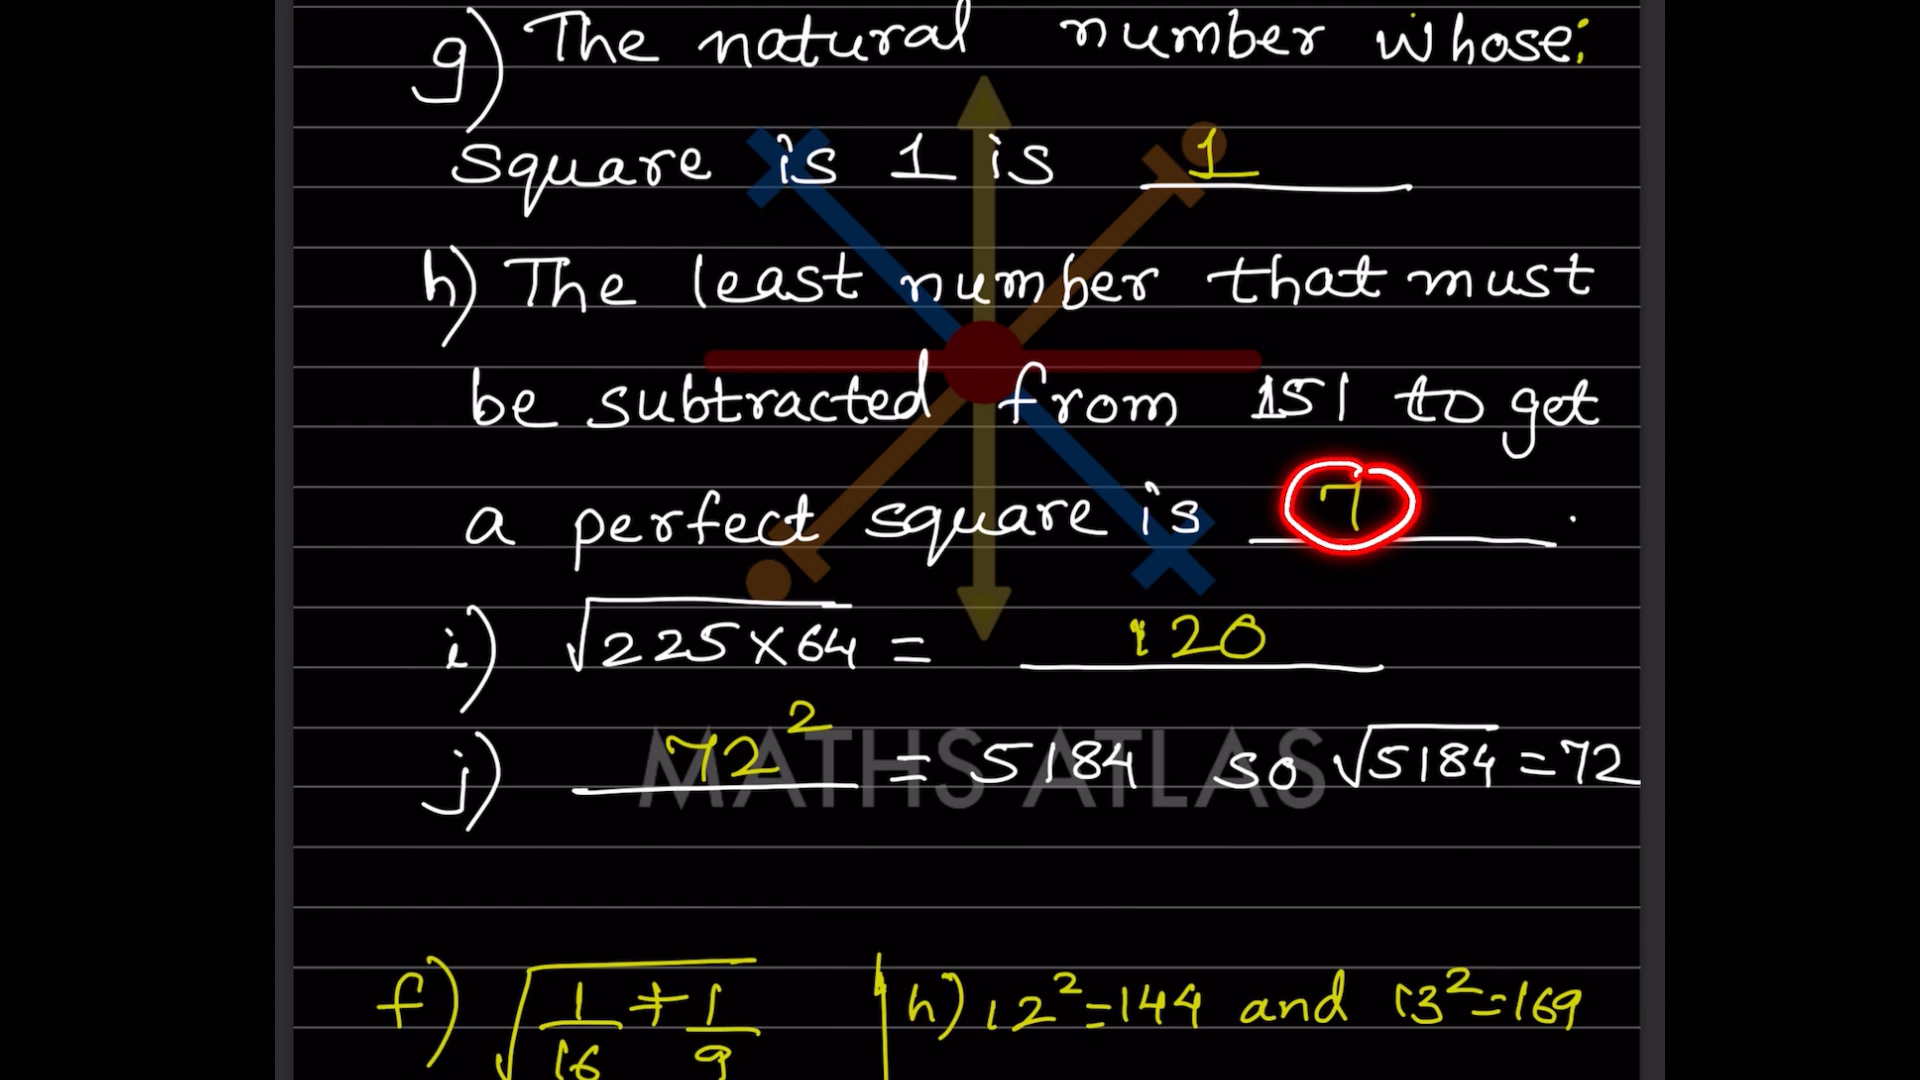 g) The natural number whose:
square is 1 is 1
h) The least number that must
be subtracted from 151 to get
a perfect square is 7 .
i) √225×64 = 120
j) 72² = 5184 so √5184 = 72
MATHS ATLAS
f) √1/16 + 1/9
h) 12²=144 and 13²=169